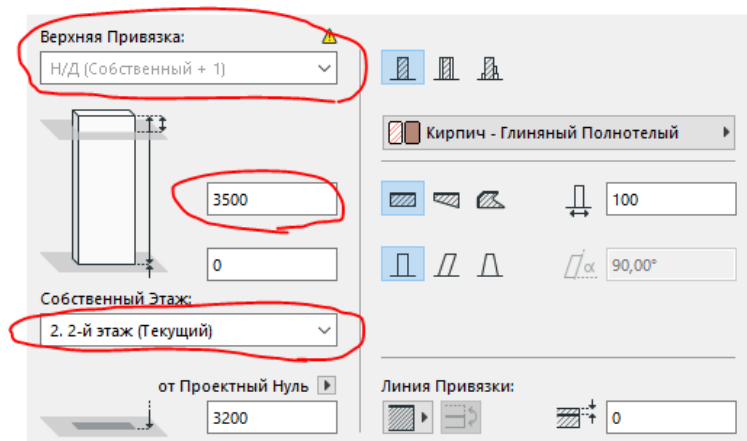 Верхняя Привязка:
Н/Д (Собственный + 1)
Кирпич - Глиняный Полнотелый
3500
100
0
α 90,00°
Собственный Этаж:
2. 2-й этаж (Текущий)
от Проектный Нуль
Линия Привязки:
3200
0